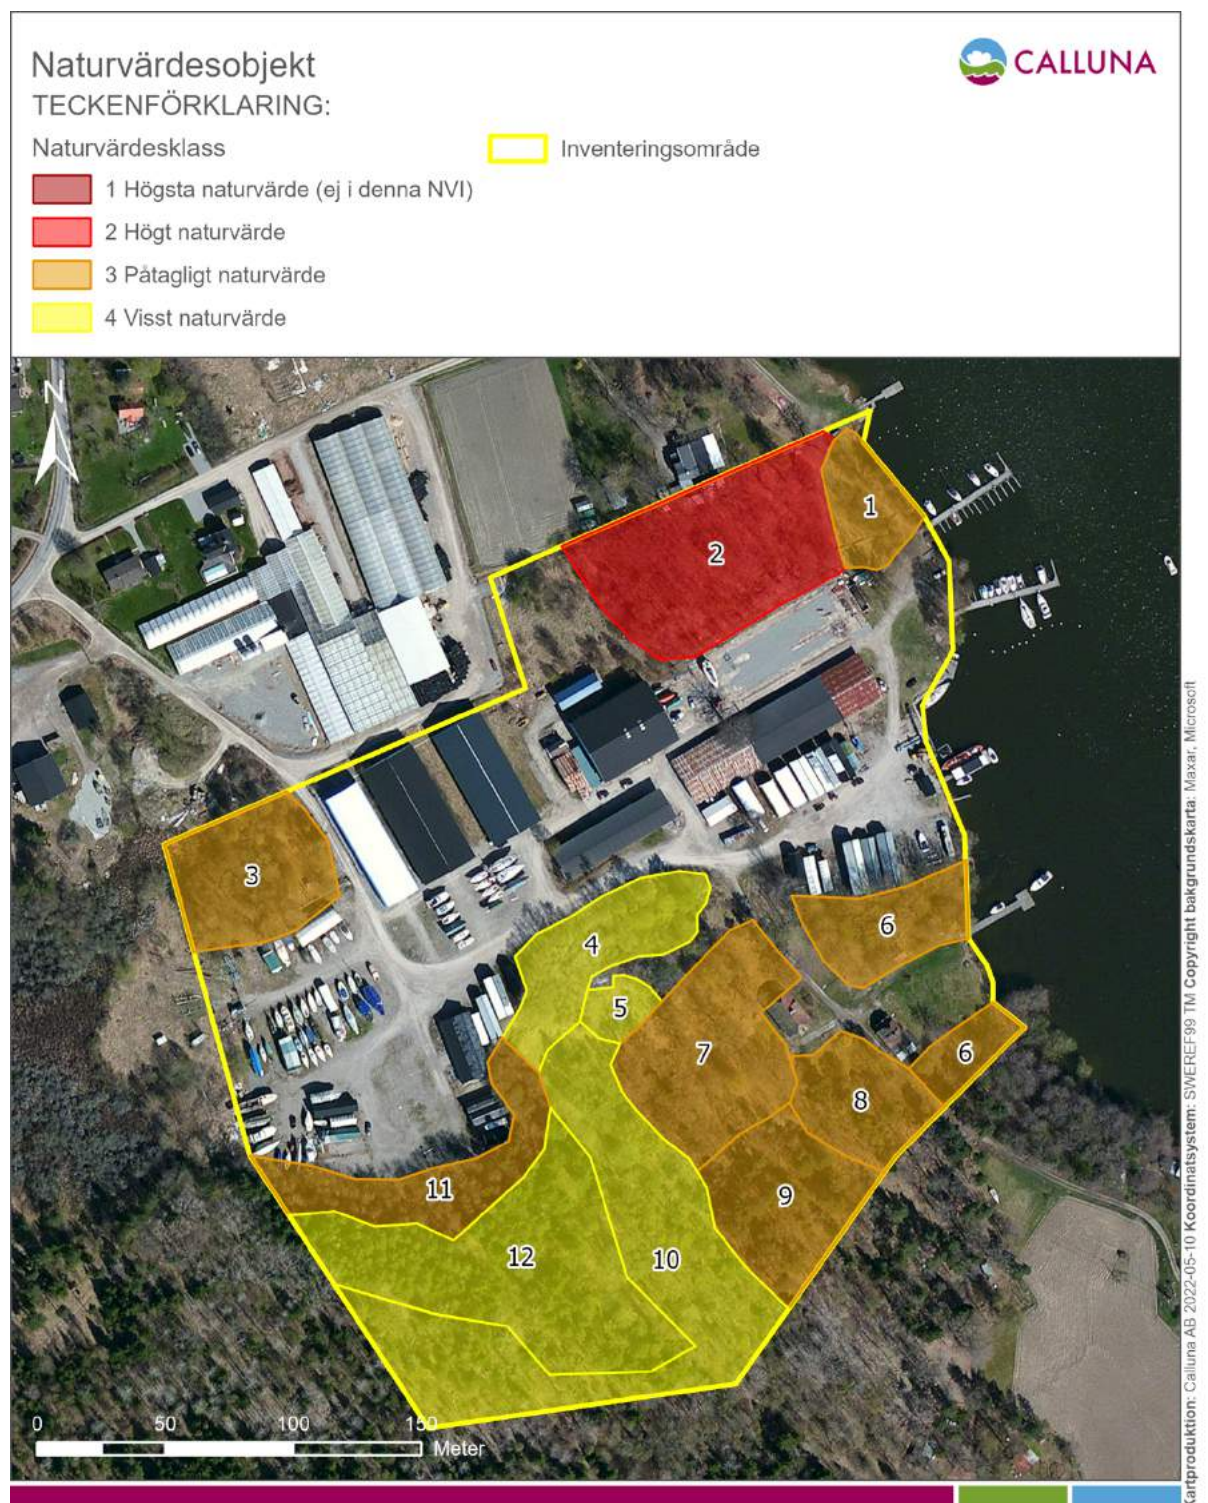 Naturvärdesobjekt
TECKENFÖRKLARING:
CALLUNA
Naturvärdesklass
Inventeringsområde
1 Högsta naturvärde (ej i denna NVI)
2 Högt naturvärde
3 Påtagligt naturvärde
4 Visst naturvärde
N
1
2
3
4
5
6
7
6
8
9
10
11
12
0 50 100 150
Meter
Kartproduktion: Calluna AB 2022-05-10 Koordinatsystem: SWEREF99 TM Copyright bakgrundskarta: Maxar, Microsoft